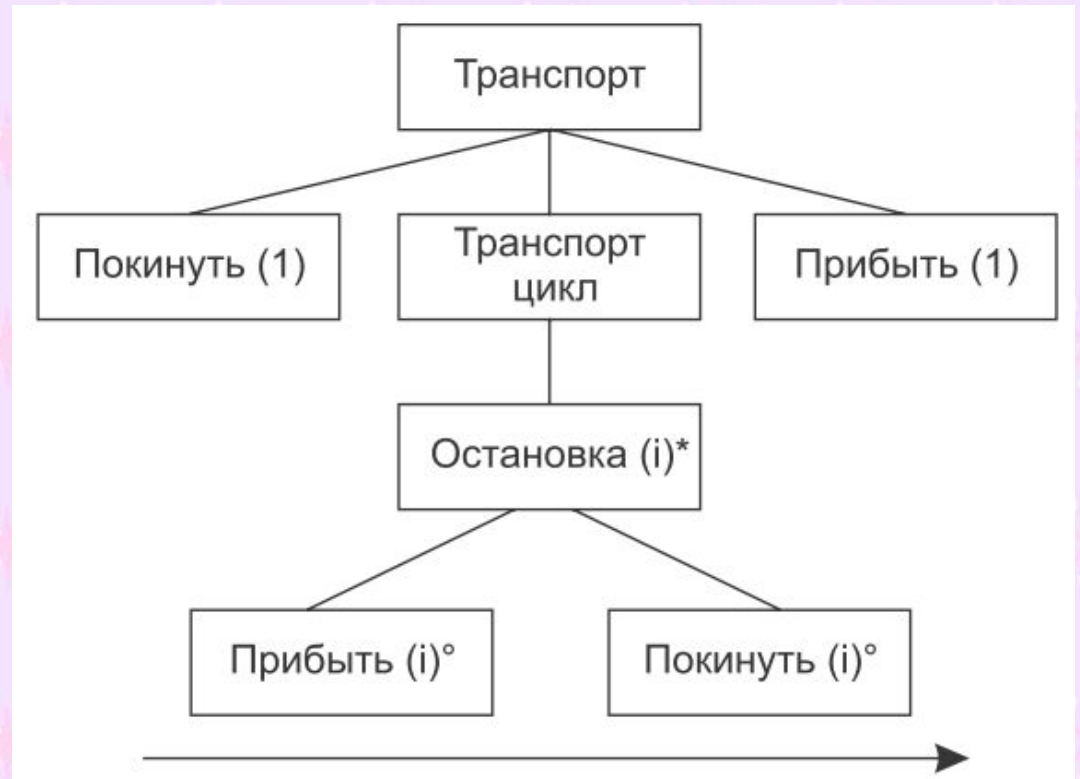 Транспорт
Покинуть (1)
Транспорт
цикл
Прибыть (1)
Остановка (i)*
Прибыть (i)°
Покинуть (i)°